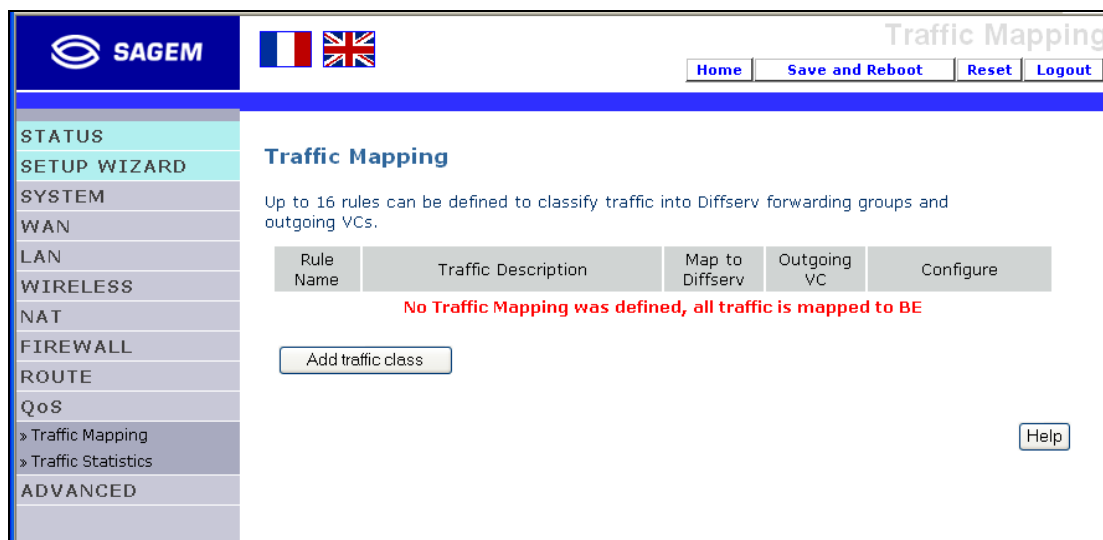 SAGEM
Traffic Mapping
Home
Save and Reboot
Reset
Logout
STATUS
SETUP WIZARD
SYSTEM
WAN
LAN
WIRELESS
NAT
FIREWALL
ROUTE
QoS
» Traffic Mapping
» Traffic Statistics
ADVANCED
Traffic Mapping
Up to 16 rules can be defined to classify traffic into Diffserv forwarding groups and
outgoing VCs.
Rule
Name
Traffic Description
Map to
Diffserv
Outgoing
VC
Configure
No Traffic Mapping was defined, all traffic is mapped to BE
Add traffic class
Help